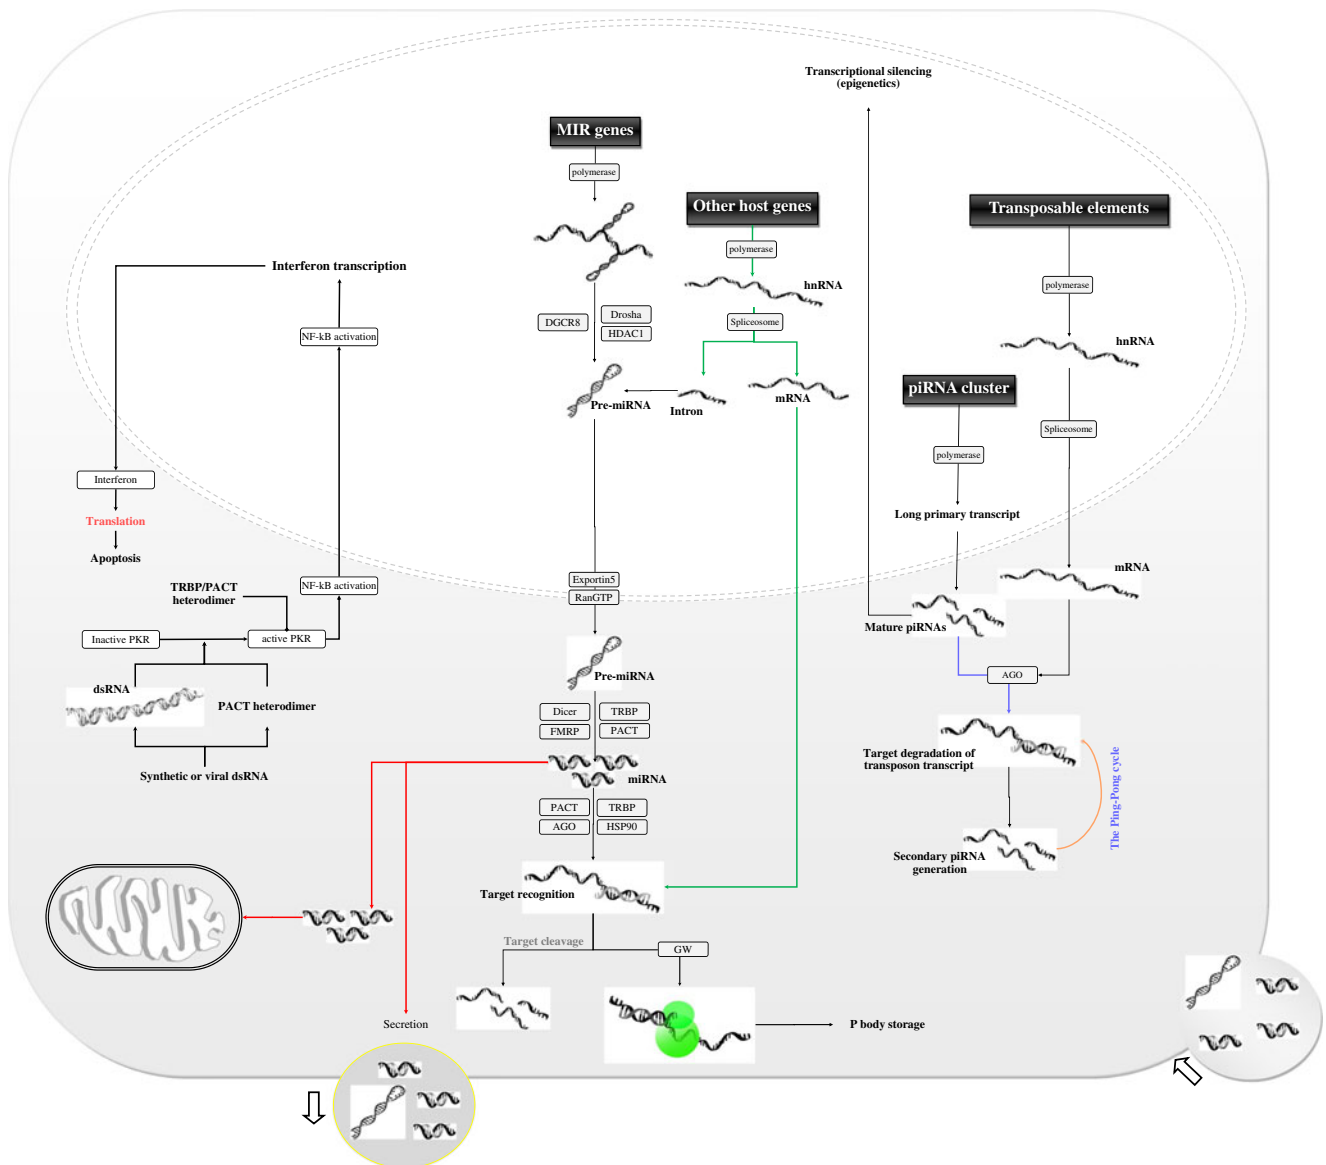 Transcriptional silencing
(epigenetics)
MIR genes
polymerase
Other host genes
polymerase
hnRNA
Spliceosome
Transposable elements
polymerase
hnRNA
Spliceosome
Interferon transcription
NF-kB activation
DGCR8
Drosha
HDAC1
Pre-miRNA
Intron
mRNA
piRNA cluster
polymerase
Long primary transcript
Interferon
Translation
Apoptosis
TRBP/PACT
heterodimer
NF-kB activation
Inactive PKR
active PKR
dsRNA
PACT heterodimer
Synthetic or viral dsRNA
Exportin5
RanGTP
Pre-miRNA
Dicer
TRBP
FMRP
PACT
miRNA
PACT
TRBP
AGO
HSP90
Target recognition
Target cleavage
GW
P body storage
Secretion
mRNA
Mature piRNAs
AGO
Target degradation of
transposon transcript
The Ping-Pong cycle
Secondary piRNA
generation